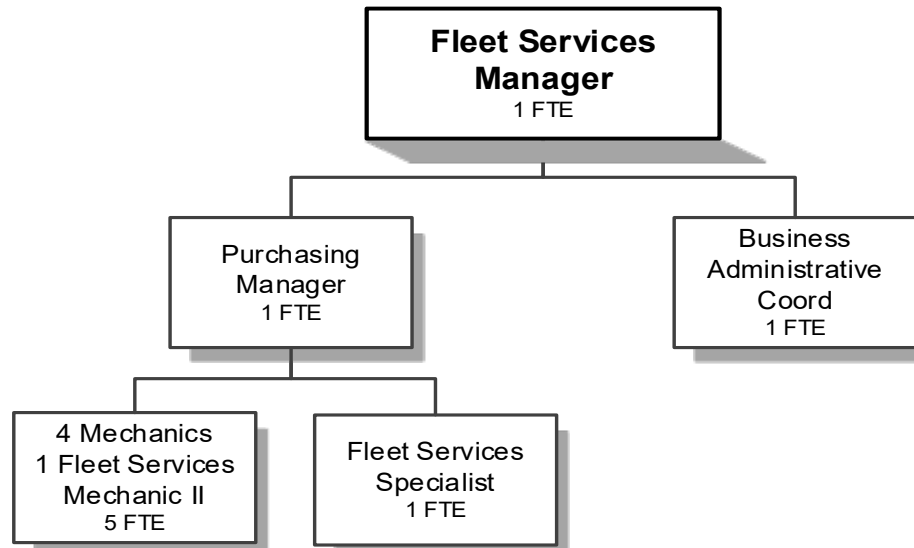 Fleet Services
Manager
1 FTE
Purchasing
Manager
1 FTE
Business
Administrative
Coord
1 FTE
4 Mechanics
1 Fleet Services
Mechanic II
5 FTE
Fleet Services
Specialist
1 FTE